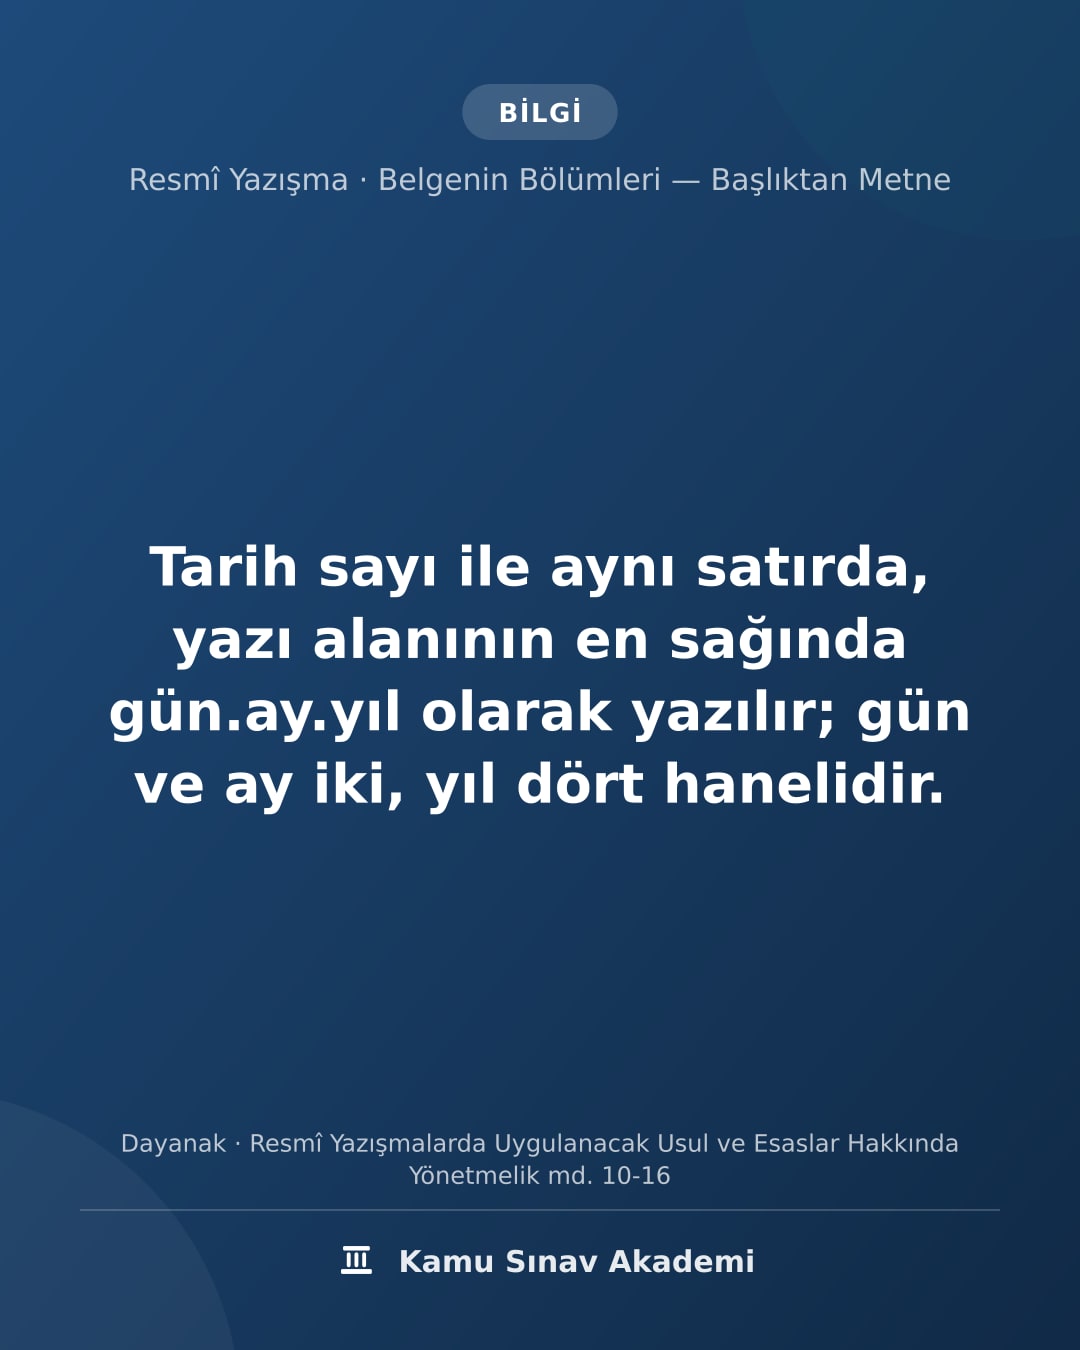 BİLGİ
Resmî Yazışma · Belgenin Bölümleri — Başlıktan Metne
Tarih sayı ile aynı satırda,
yazı alanının en sağında
gün.ay.yıl olarak yazılır; gün
ve ay iki, yıl dört hanelidir.
Dayanak · Resmî Yazışmalarda Uygulanacak Usul ve Esaslar Hakkında
Yönetmelik md. 10-16
Kamu Sınav Akademi